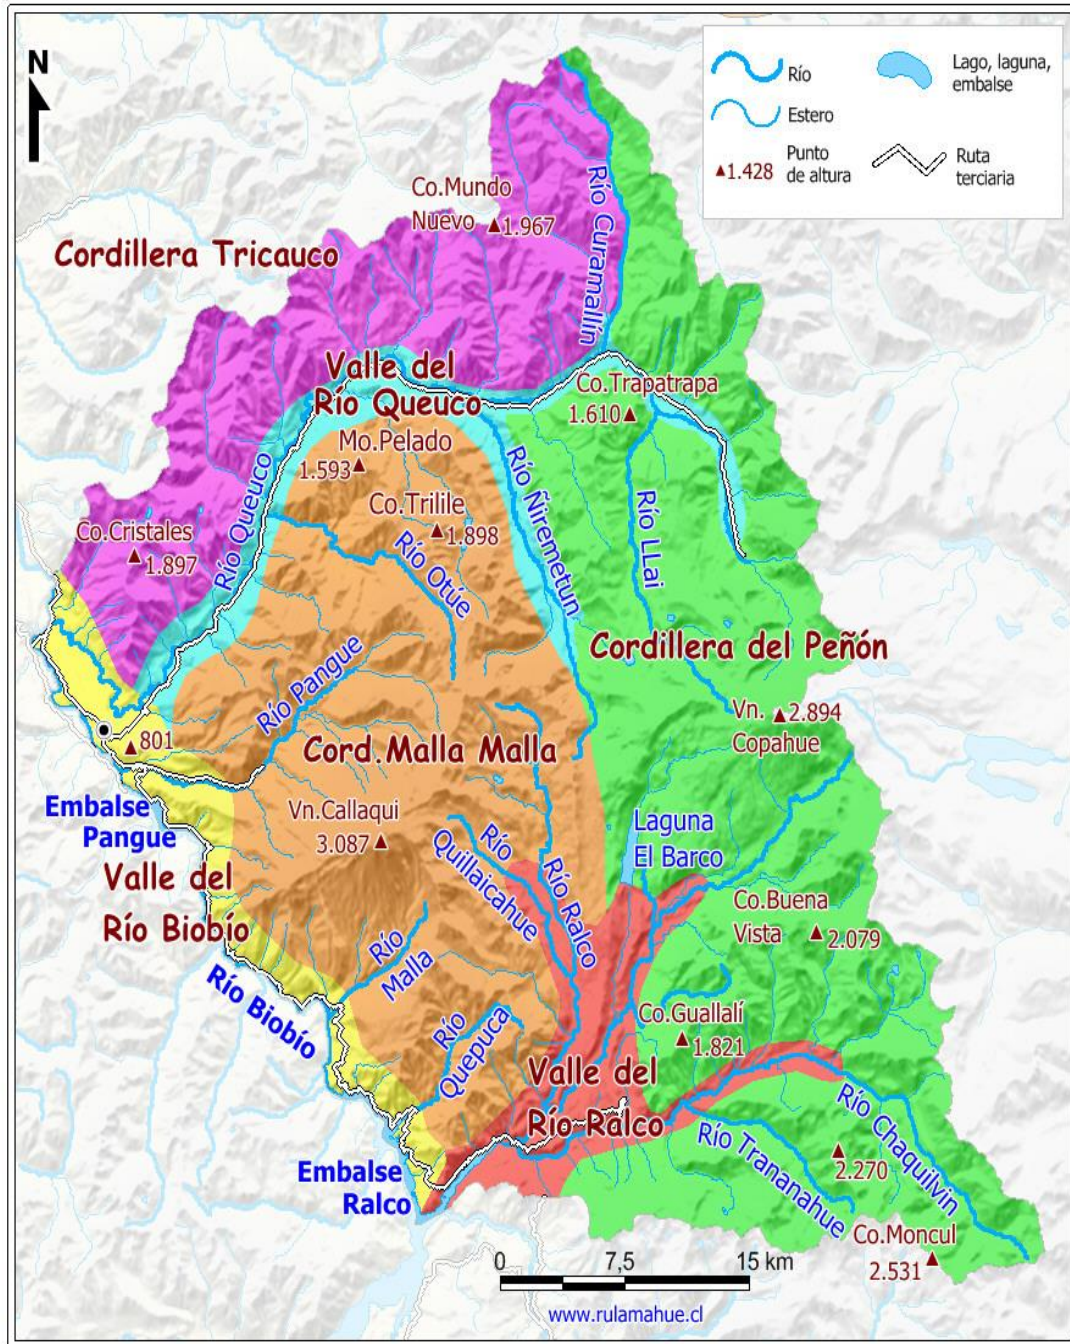 N
Río
Estero
1.428
Punto
de altura
Lago, laguna,
embalse
Ruta
terciaria
Co.Mundo
Nuevo
1.967
Río Curamallín
Cordillera Tricauco
Valle del
Río Queuco
Co.Trapatrapa
1.610
Mo.Pelado
1.593
Co.Trilile
1.898
Río Queuco
Río Ñiremetun
Río LLai
Co.Cristales
1.897
Río Otúe
Cordillera del Peñón
Río Pangue
Vn.
Copahue
2.894
801
Cord.Malla Malla
Embalse
Pangue
Vn.Callaqui
3.087
Río
Quillaicahue
Laguna
El Barco
Valle del
Río Biobío
Río Ralco
Co.Buena
Vista
2.079
Río
Malla
Río Biobío
Río
Quepuca
Co.Guallalí
1.821
Valle del
Río Ralco
Río Chaquilvin
Río Trananahue
2.270
Embalse
Ralco
Co.Moncul
2.531
0
7,5
15 km
www.rulamahue.cl